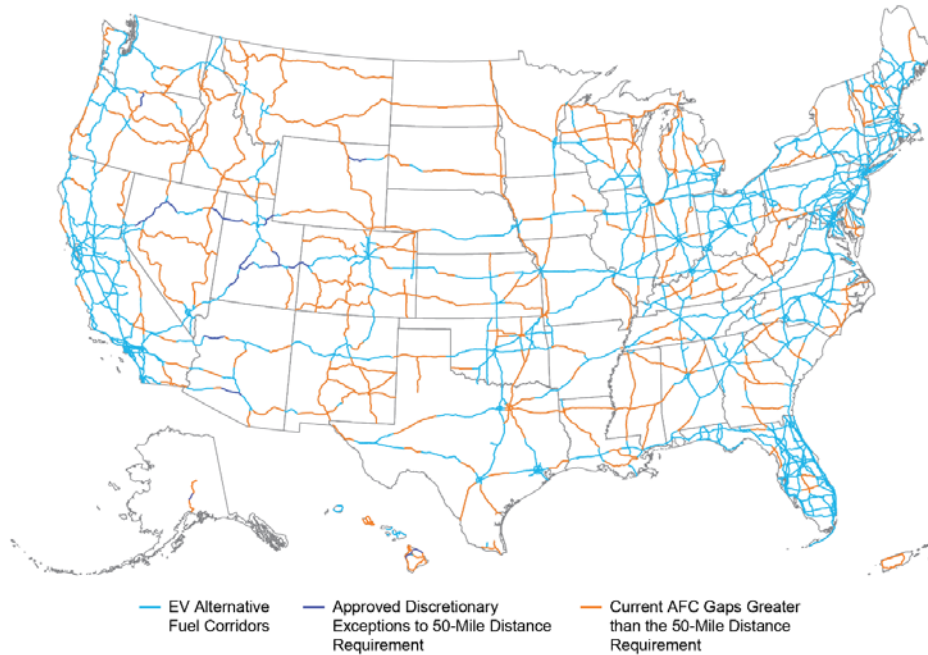 EV Alternative
Fuel Corridors
Approved Discretionary
Exceptions to 50-Mile Distance
Requirement
Current AFC Gaps Greater
than the 50-Mile Distance
Requirement